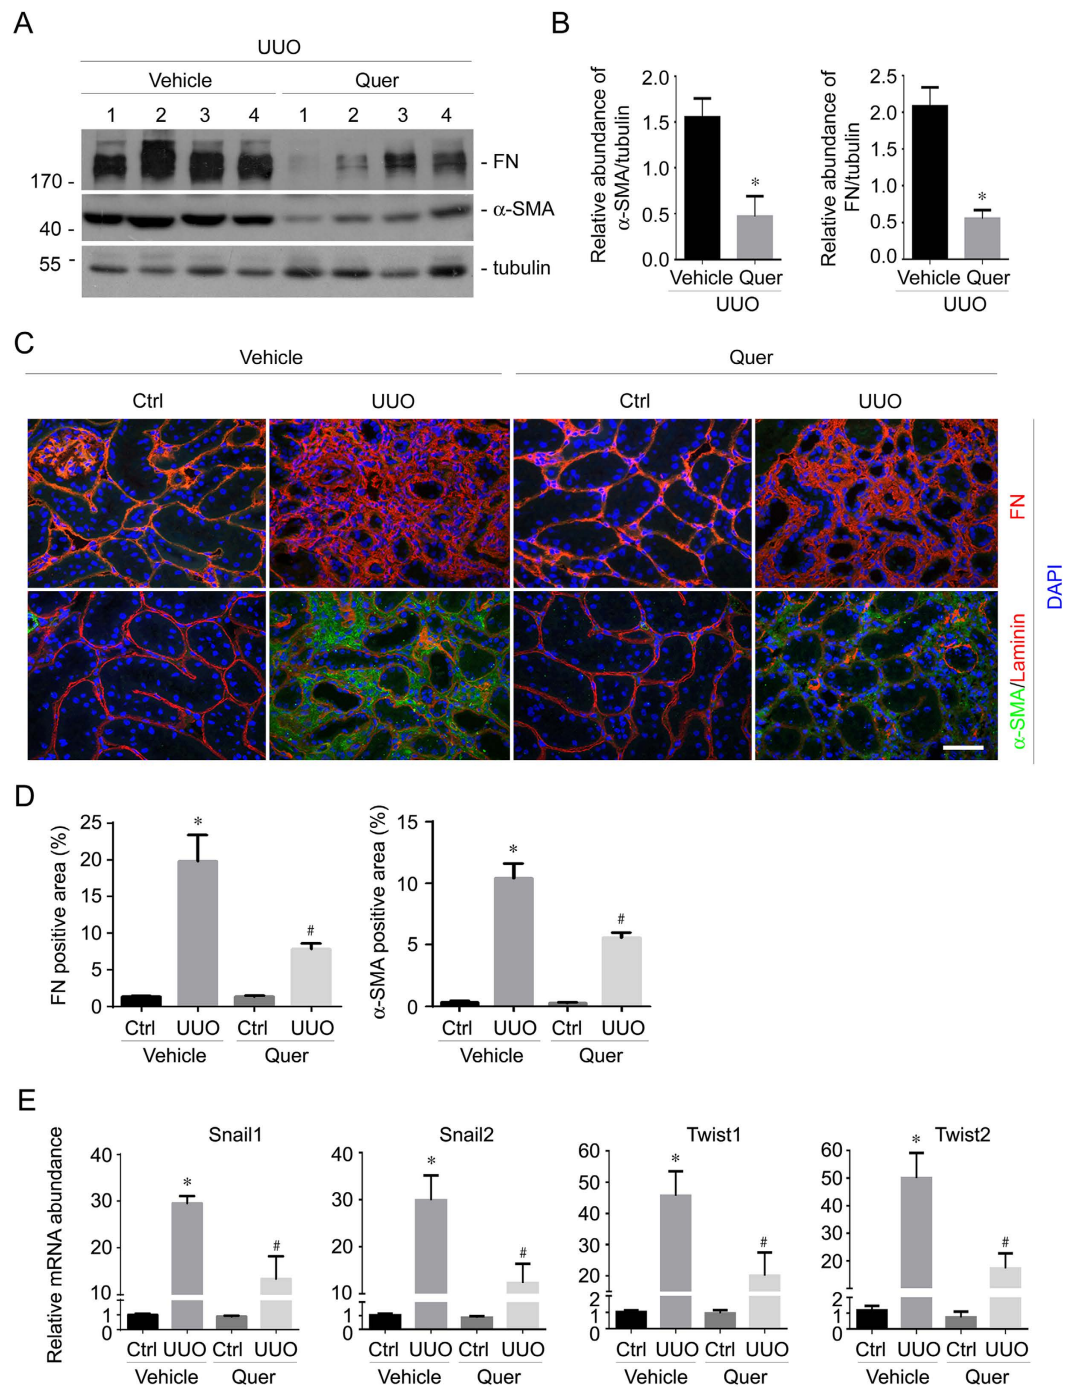 A
UUO
Vehicle Quer
1 2 3 4 1 2 3 4
- FN
170 -
- α-SMA
40 -
55 -
- tubulin
B
Relative abundance of
α-SMA/tubulin
2.0
1.5
1.0
0.5
0.0
*
Vehicle Quer
UUO
Relative abundance of
FN/tubulin
2.5
2.0
1.5
1.0
0.5
0.0
*
Vehicle Quer
UUO
C
Vehicle Quer
Ctrl UUO Ctrl UUO
FN
α-SMA/Laminin
DAPI
D
FN positive area (%)
25
20
15
10
5
0
*
#
Ctrl UUO Ctrl UUO
Vehicle Quer
α-SMA positive area (%)
15
10
5
0
*
#
Ctrl UUO Ctrl UUO
Vehicle Quer
E
Relative mRNA abundance
Snail1
40
30
20
10
1
0
*
#
Ctrl UUO Ctrl UUO
Vehicle Quer
Snail2
40
30
20
10
1
0
*
#
Ctrl UUO Ctrl UUO
Vehicle Quer
Twist1
60
50
40
30
20
2
1
0
*
#
Ctrl UUO Ctrl UUO
Vehicle Quer
Twist2
60
40
20
2
1
0
*
#
Ctrl UUO Ctrl UUO
Vehicle Quer